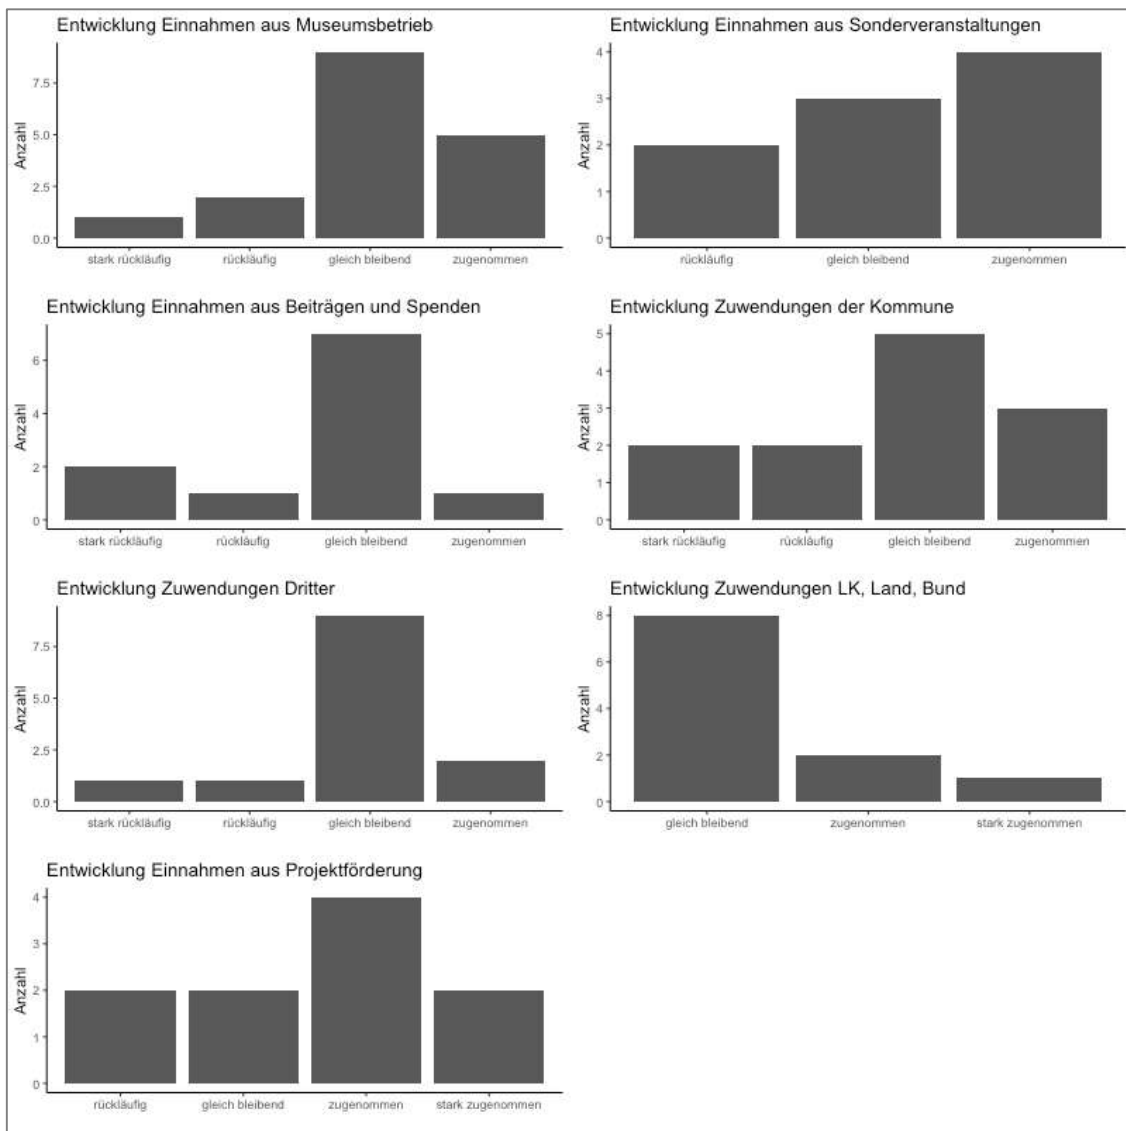 Entwicklung Einnahmen aus Museumsbetrieb
Anzahl
7.5
5.0
2.5
0.0
stark rückläufig rückläufig gleich bleibend zugenommen
Entwicklung Einnahmen aus Sonderveranstaltungen
Anzahl
4
3
2
1
0
rückläufig gleich bleibend zugenommen
Entwicklung Einnahmen aus Beiträgen und Spenden
Anzahl
6
4
2
0
stark rückläufig rückläufig gleich bleibend zugenommen
Entwicklung Zuwendungen der Kommune
Anzahl
5
4
3
2
1
0
stark rückläufig rückläufig gleich bleibend zugenommen
Entwicklung Zuwendungen Dritter
Anzahl
7.5
5.0
2.5
0.0
stark rückläufig rückläufig gleich bleibend zugenommen
Entwicklung Zuwendungen LK, Land, Bund
Anzahl
8
6
4
2
0
gleich bleibend zugenommen stark zugenommen
Entwicklung Einnahmen aus Projektförderung
Anzahl
4
3
2
1
0
rückläufig gleich bleibend zugenommen stark zugenommen